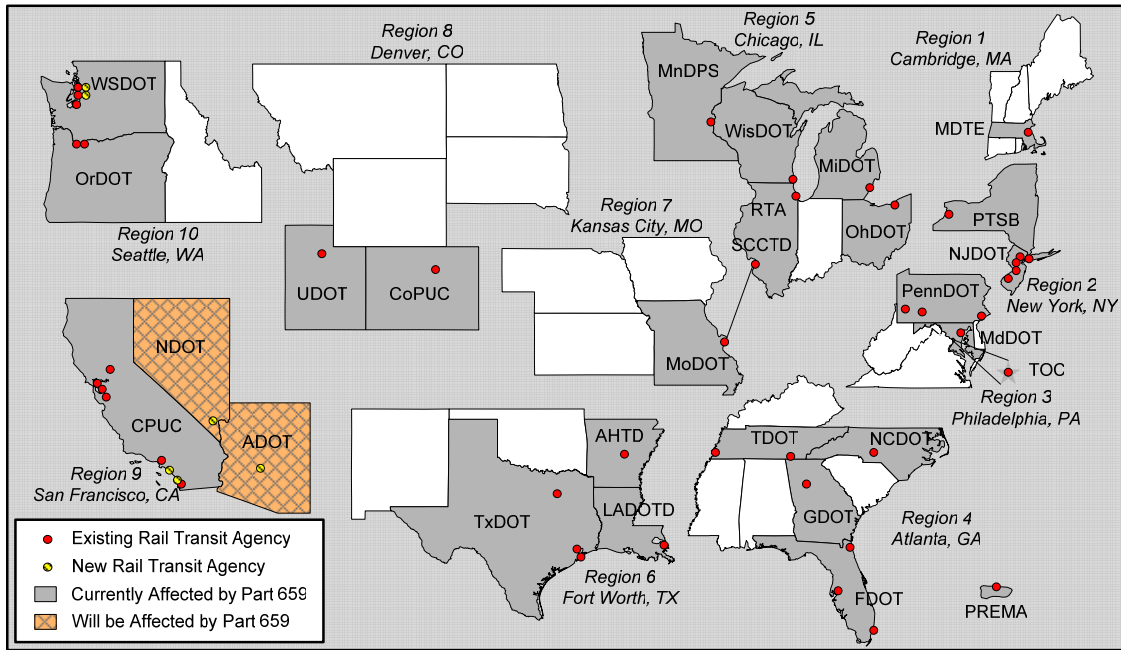 Region 8
Denver, CO
Region 5
Chicago, IL
Region 1
Cambridge, MA
WSDOT
MnDPS
WisDOT
MDTE
MiDOT
OrDOT
Region 7
Kansas City, MO
RTA
SCCTD
OhDOT
PTSB
Region 10
Seattle, WA
NJDOT
Region 2
New York, NY
UDOT
CoPUC
PennDOT
MdDOT
NDOT
MoDOT
TOC
Region 3
Philadelphia, PA
CPUC
ADOT
AHTD
TDOT
NCDOT
Region 9
San Francisco, CA
TxDOT
LADOTD
GDOT
Region 4
Atlanta, GA
Region 6
Fort Worth, TX
FDOT
PREMA
Existing Rail Transit Agency
New Rail Transit Agency
Currently Affected by Part 659
Will be Affected by Part 659